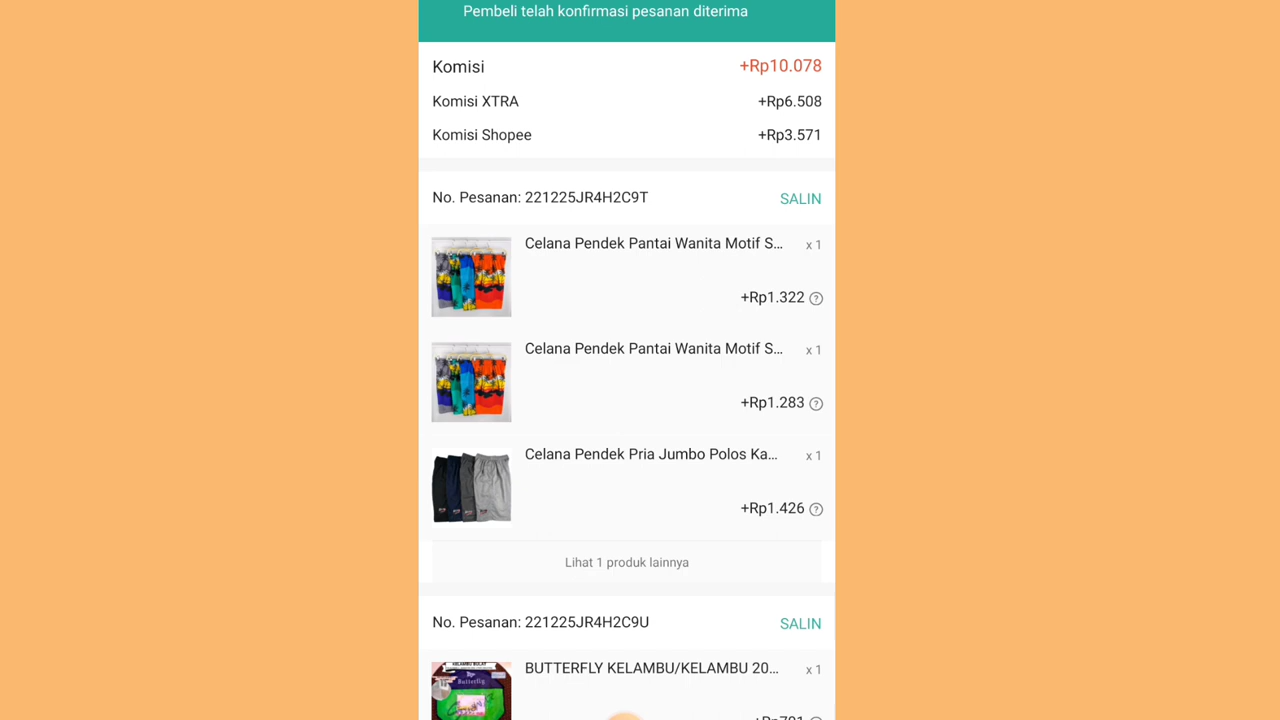 Pembeli telah konfirmasi pesanan diterima
Komisi +Rp10.078
Komisi XTRA +Rp6.508
Komisi Shopee +Rp3.571
No. Pesanan: 221225JR4H2C9T SALIN
Celana Pendek Pantai Wanita Motif S... x 1
+Rp1.322 ?
Celana Pendek Pantai Wanita Motif S... x 1
+Rp1.283 ?
Celana Pendek Pria Jumbo Polos Ka... x 1
+Rp1.426 ?
Lihat 1 produk lainnya
No. Pesanan: 221225JR4H2C9U SALIN
BUTTERFLY KELAMBU/KELAMBU 20... x 1
Butterfly